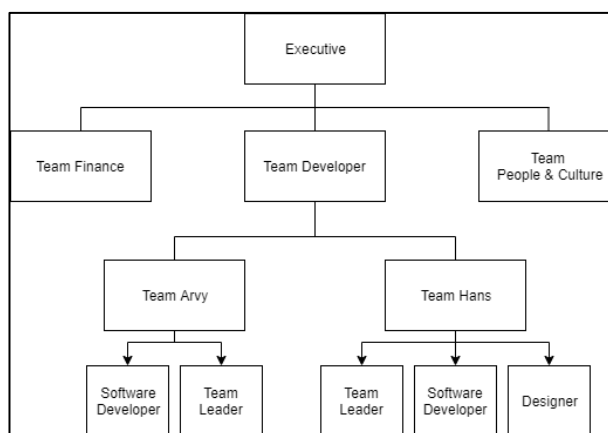 Executive
Team Finance
Team Developer
Team
People & Culture
Team Arvy
Team Hans
Software
Developer
Team
Leader
Team
Leader
Software
Developer
Designer